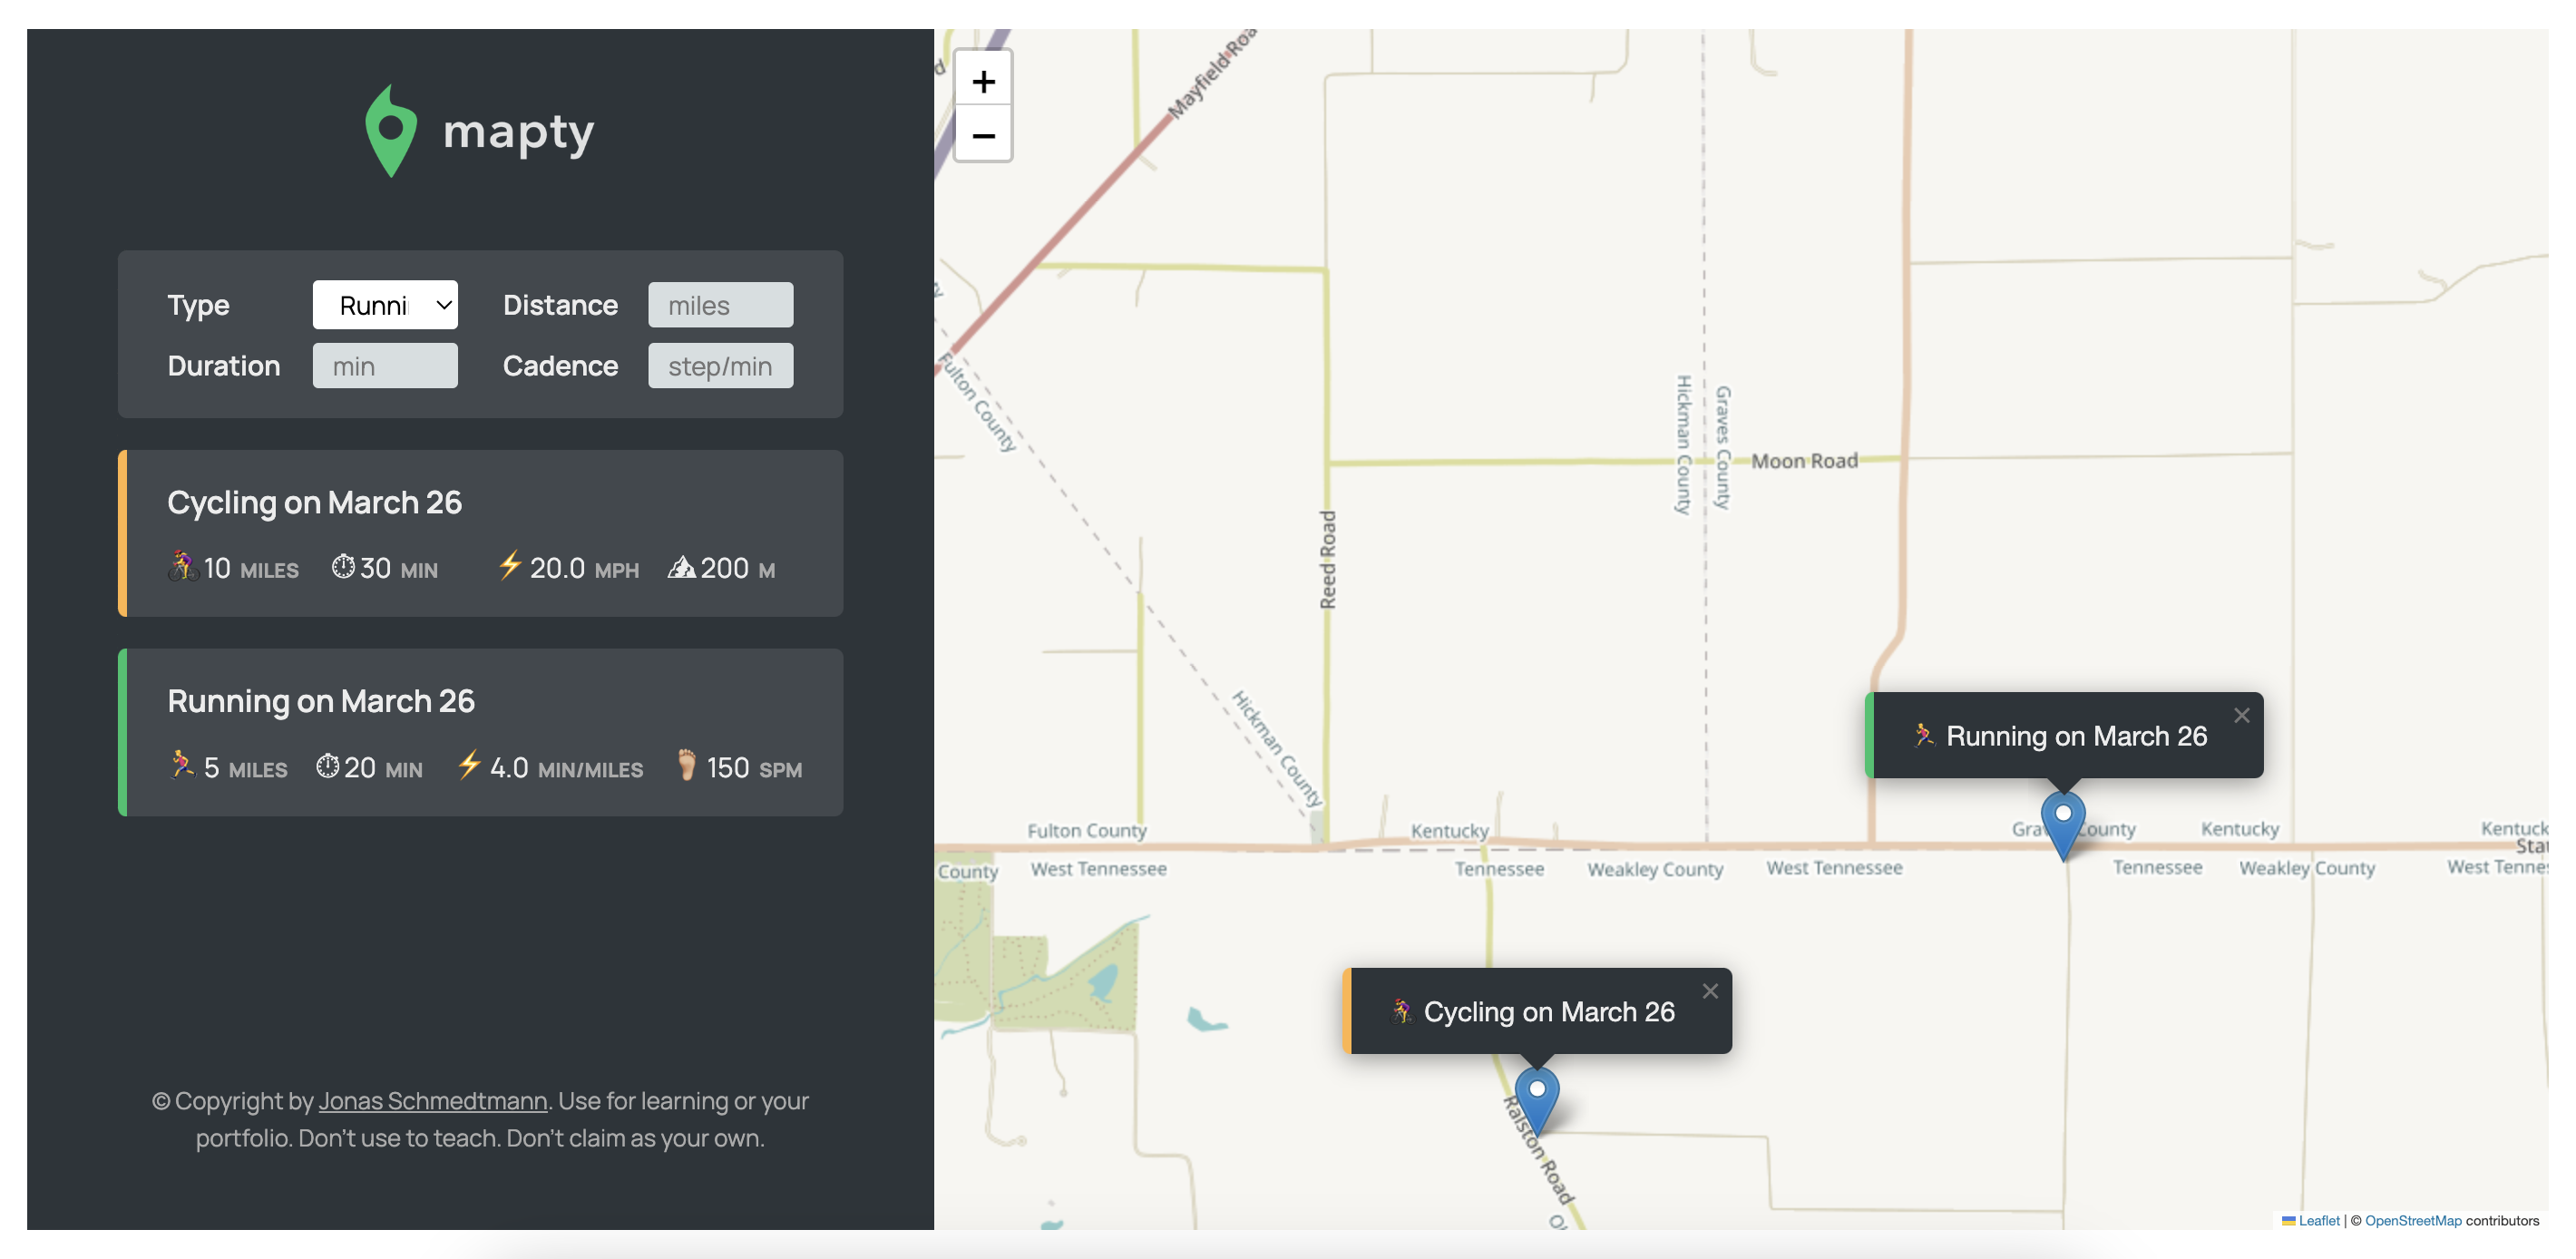 mapty
Type Runni Distance miles
Duration min Cadence step/min
Cycling on March 26
10 MILES 30 MIN 20.0 MPH 200 M
Running on March 26
5 MILES 20 MIN 4.0 MIN/MILES 150 SPM
© Copyright by Jonas Schmedtmann. Use for learning or your
portfolio. Don't use to teach. Don't claim as your own.
+
−
Mayfield Roa
Fulton County
Hickman County
Graves County
Moon Road
Reed Road
Hickman County
Running on March 26
Fulton County Kentucky County Kentucky Kentuck
Stat
County West Tennessee Tennessee Weakley County West Tennessee Tennessee Weakley County West Tenne
Cycling on March 26
Ralston Road
Leaflet | © OpenStreetMap contributors